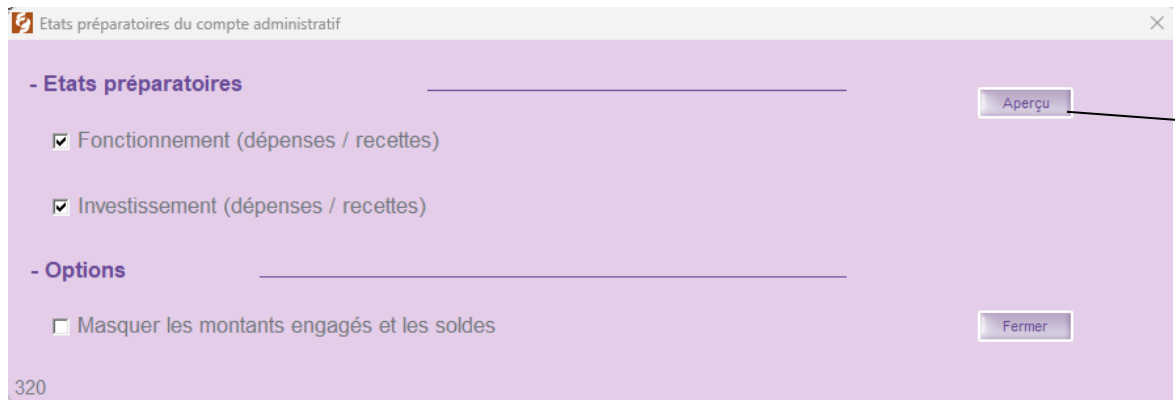 Etats préparatoires du compte administratif
- Etats préparatoires
Aperçu
Fonctionnement (dépenses / recettes)
Investissement (dépenses / recettes)
- Options
Masquer les montants engagés et les soldes
Fermer
320